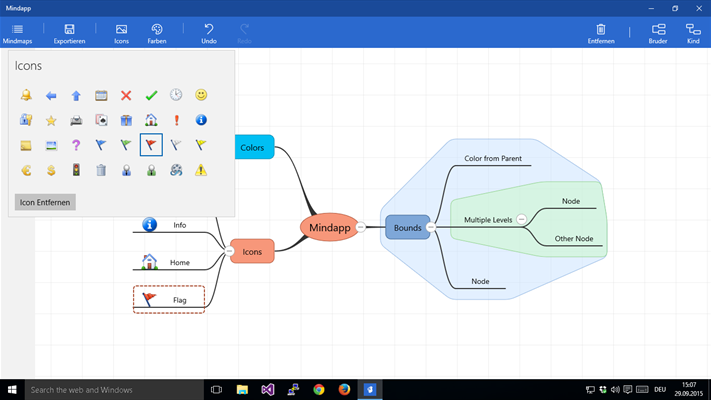 Mindapp
Mindmaps
Exportieren
Icons
Farben
Undo
Redo
Entfernen
Bruder
Kind
Icons
Icon Entfernen
Colors
Info
Icons
Home
Flag
Mindapp
Bounds
Color from Parent
Multiple Levels
Node
Other Node
Node
Search the web and Windows
DEU
15:07
29.09.2015